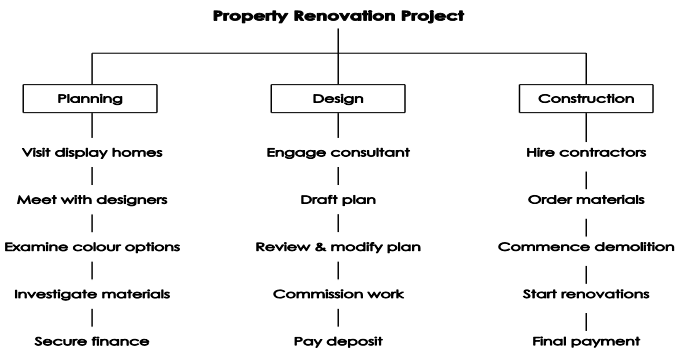 Property Renovation Project
Planning
Design
Construction
Visit display homes
Engage consultant
Hire contractors
Meet with designers
Draft plan
Order materials
Examine colour options
Review & modify plan
Commence demolition
Investigate materials
Commission work
Start renovations
Secure finance
Pay deposit
Final payment